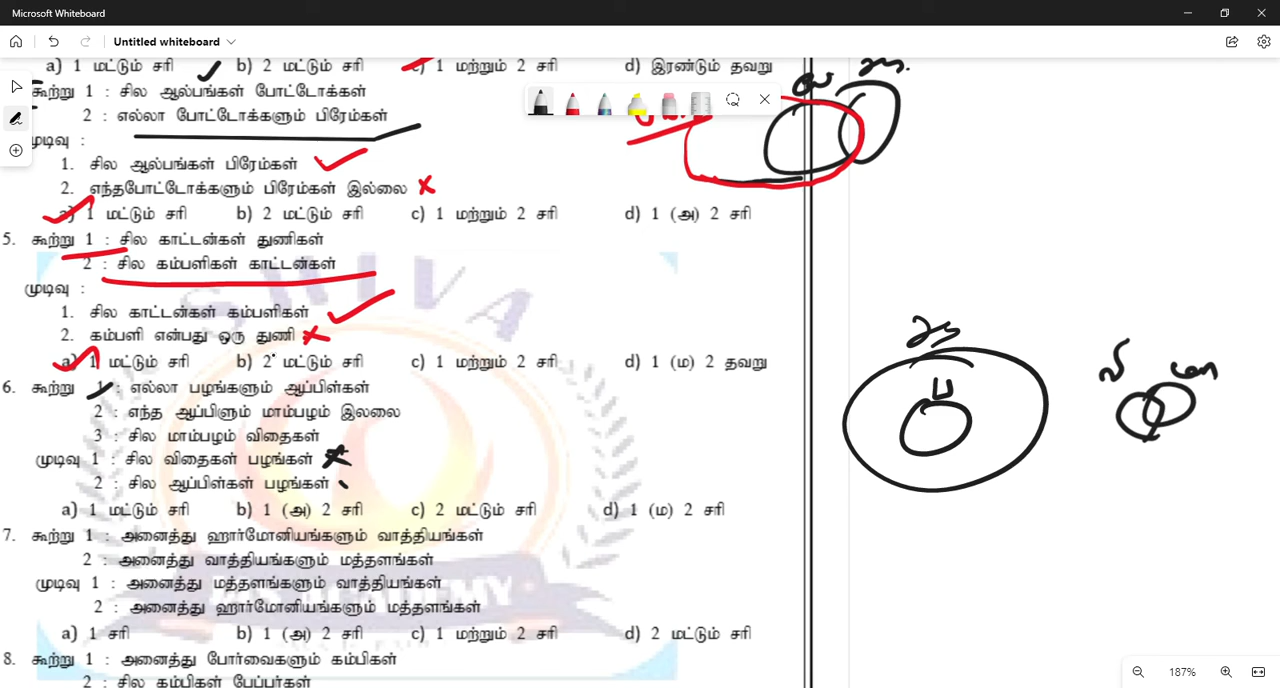 Microsoft Whiteboard
Untitled whiteboard
a) 1 மட்டும் சரி b) 2 மட்டும் சரி c) 1 மற்றும் 2 சரி d) இரண்டும் தவறு
கூற்று 1 : சில ஆல்பங்கள் போட்டோக்கள்
2 : எல்லா போட்டோக்களும் பிரேம்கள்
முடிவு :
1. சில ஆல்பங்கள் பிரேம்கள்
2. எந்தபோட்டோக்களும் பிரேம்கள் இல்லை
a) 1 மட்டும் சரி b) 2 மட்டும் சரி c) 1 மற்றும் 2 சரி d) 1 (அ) 2 சரி
5. கூற்று 1 : சில காட்டன்கள் துணிகள்
2 : சில கம்பளிகள் காட்டன்கள்
முடிவு :
1. சில காட்டன்கள் கம்பளிகள்
2. கம்பளி என்பது ஒரு துணி
a) 1 மட்டும் சரி b) 2 மட்டும் சரி c) 1 மற்றும் 2 சரி d) 1 (ம) 2 தவறு
6. கூற்று 1 : எல்லா பழங்களும் ஆப்பிள்கள்
2 : எந்த ஆப்பிளும் மாம்பழம் இலலை
3 : சில மாம்பழம் விதைகள்
முடிவு 1 : சில விதைகள் பழங்கள்
2 : சில ஆப்பிள்கள் பழங்கள்
a) 1 மட்டும் சரி b) 1 (அ) 2 சரி c) 2 மட்டும் சரி d) 1 (ம) 2 சரி
7. கூற்று 1 : அனைத்து ஹார்மோனியங்களும் வாத்தியங்கள்
2 : அனைத்து வாத்தியங்களும் மத்தளங்கள்
முடிவு 1 : அனைத்து மத்தளங்களும் வாத்தியங்கள்
2 : அனைத்து ஹார்மோனியங்களும் மத்தளங்கள்
a) 1 சரி b) 1 (அ) 2 சரி c) 1 மற்றும் 2 சரி d) 2 மட்டும் சரி
8. கூற்று 1 : அனைத்து போர்வைகளும் கம்பிகள்
2 : சில கம்பிகள் பேப்பர்கள்
SHIVA
ACADEMY
ப
வி
187%